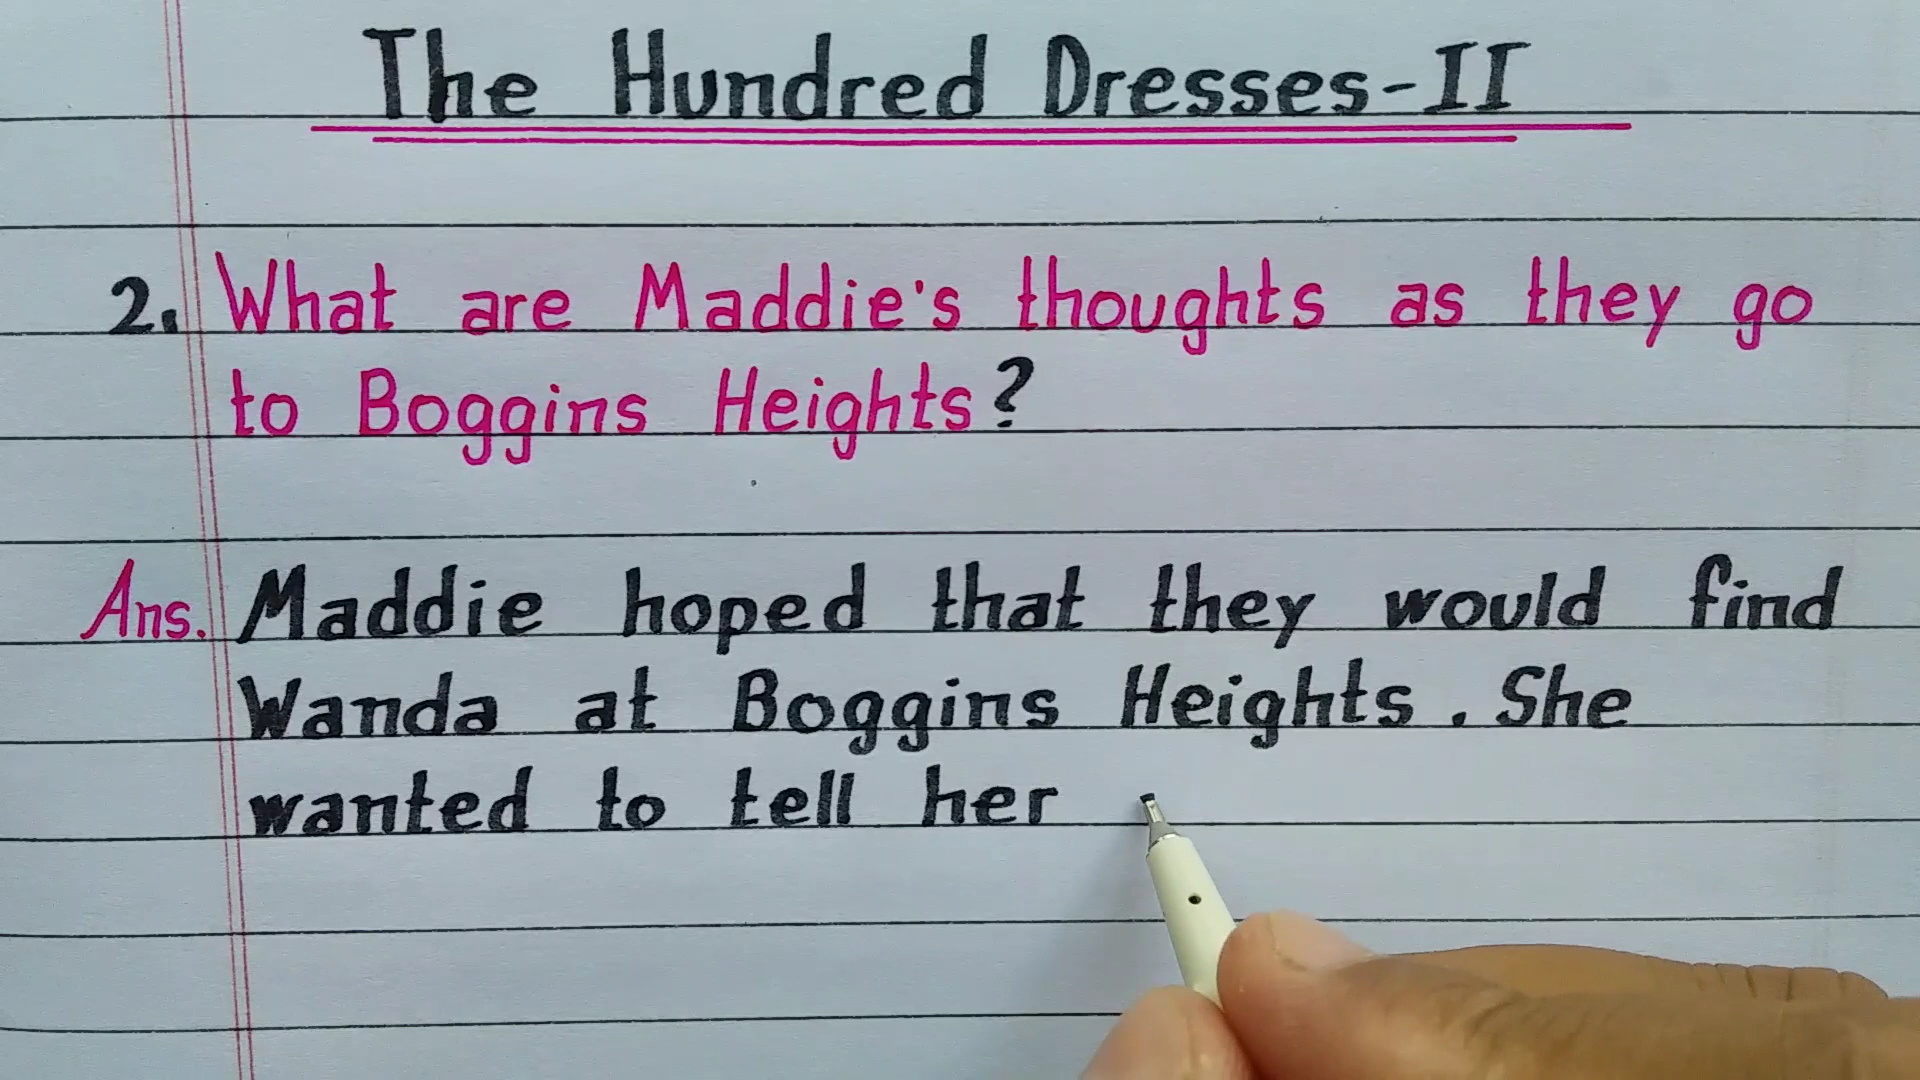 The Hundred Dresses-II
2. What are Maddie's thoughts as they go
to Boggins Heights?
Ans. Maddie hoped that they would find
Wanda at Boggins Heights. She
wanted to tell her